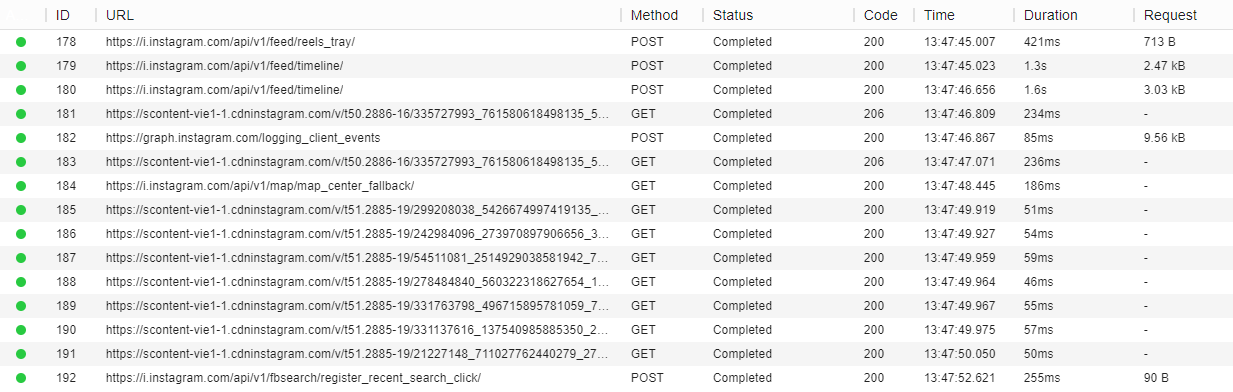 ID URL Method Status Code Time Duration Request
178 https://i.instagram.com/api/v1/feed/reels_tray/ POST Completed 200 13:47:45.007 421ms 713 B
179 https://i.instagram.com/api/v1/feed/timeline/ POST Completed 200 13:47:45.023 1.3s 2.47 kB
180 https://i.instagram.com/api/v1/feed/timeline/ POST Completed 200 13:47:46.656 1.6s 3.03 kB
181 https://scontent-vie1-1.cdninstagram.com/v/t50.2886-16/335727993_761580618498135_5... GET Completed 206 13:47:46.809 234ms -
182 https://graph.instagram.com/logging_client_events POST Completed 200 13:47:46.867 85ms 9.56 kB
183 https://scontent-vie1-1.cdninstagram.com/v/t50.2886-16/335727993_761580618498135_5... GET Completed 206 13:47:47.071 236ms -
184 https://i.instagram.com/api/v1/map/map_center_fallback/ GET Completed 200 13:47:48.445 186ms -
185 https://scontent-vie1-1.cdninstagram.com/v/t51.2885-19/299208038_5426674997419135_... GET Completed 200 13:47:49.919 51ms -
186 https://scontent-vie1-1.cdninstagram.com/v/t51.2885-19/242984096_273970897906656_3... GET Completed 200 13:47:49.927 54ms -
187 https://scontent-vie1-1.cdninstagram.com/v/t51.2885-19/54511081_2514929038581942_7... GET Completed 200 13:47:49.959 59ms -
188 https://scontent-vie1-1.cdninstagram.com/v/t51.2885-19/278484840_560322318627654_1... GET Completed 200 13:47:49.964 46ms -
189 https://scontent-vie1-1.cdninstagram.com/v/t51.2885-19/331763798_496715895781059_7... GET Completed 200 13:47:49.967 55ms -
190 https://scontent-vie1-1.cdninstagram.com/v/t51.2885-19/331137616_137540985885350_2... GET Completed 200 13:47:49.975 57ms -
191 https://scontent-vie1-1.cdninstagram.com/v/t51.2885-19/21227148_711027762440279_27... GET Completed 200 13:47:50.050 50ms -
192 https://i.instagram.com/api/v1/fbsearch/register_recent_search_click/ POST Completed 200 13:47:52.621 255ms 90 B